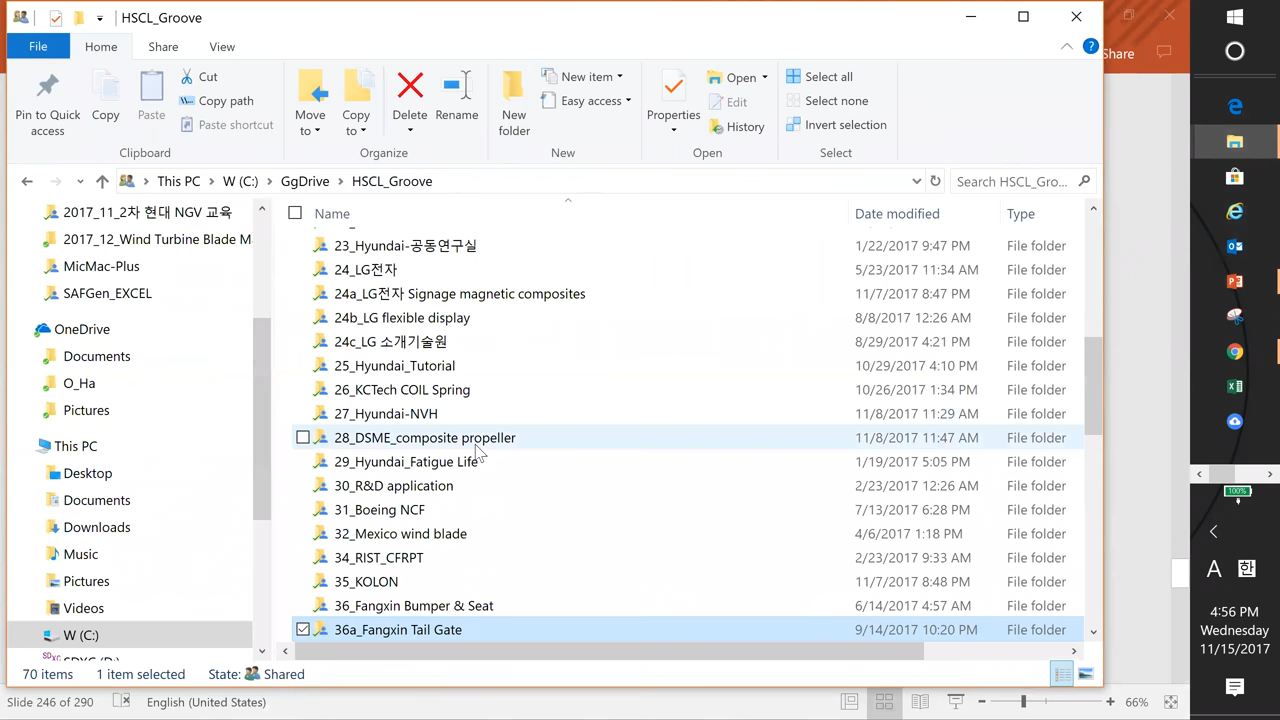 HSCL_Groove
File Home Share View
Share
Pin to Quick access
Copy
Paste
Cut
Copy path
Paste shortcut
Move to
Copy to
Delete
Rename
New folder
New item
Easy access
Properties
Open
Edit
History
Select all
Select none
Invert selection
Clipboard Organize New Open Select
This PC > W (C:) > GgDrive > HSCL_Groove
Search HSCL_Gro...
2017_11_2차 현대 NGV 교육
2017_12_Wind Turbine Blade M
MicMac-Plus
SAFGen_EXCEL
OneDrive
Documents
O_Ha
Pictures
This PC
Desktop
Documents
Downloads
Music
Pictures
Videos
W (C:)
Name Date modified Type
23_Hyundai-공동연구실 1/22/2017 9:47 PM File folder
24_LG전자 5/23/2017 11:34 AM File folder
24a_LG전자 Signage magnetic composites 11/7/2017 8:47 PM File folder
24b_LG flexible display 8/8/2017 12:26 AM File folder
24c_LG 소개기술원 8/29/2017 4:21 PM File folder
25_Hyundai_Tutorial 10/29/2017 4:10 PM File folder
26_KCTech COIL Spring 10/26/2017 1:34 PM File folder
27_Hyundai-NVH 11/8/2017 11:29 AM File folder
28_DSME_composite propeller 11/8/2017 11:47 AM File folder
29_Hyundai_Fatigue Life 1/19/2017 5:05 PM File folder
30_R&D application 2/23/2017 12:26 AM File folder
31_Boeing NCF 7/13/2017 6:28 PM File folder
32_Mexico wind blade 4/6/2017 1:18 PM File folder
34_RIST_CFRPT 2/23/2017 9:33 AM File folder
35_KOLON 11/7/2017 8:48 PM File folder
36_Fangxin Bumper & Seat 6/14/2017 4:57 AM File folder
36a_Fangxin Tail Gate 9/14/2017 10:20 PM File folder
70 items 1 item selected State: Shared
Slide 246 of 290 English (United States) 66%
100%
A 한
4:56 PM
Wednesday
11/15/2017